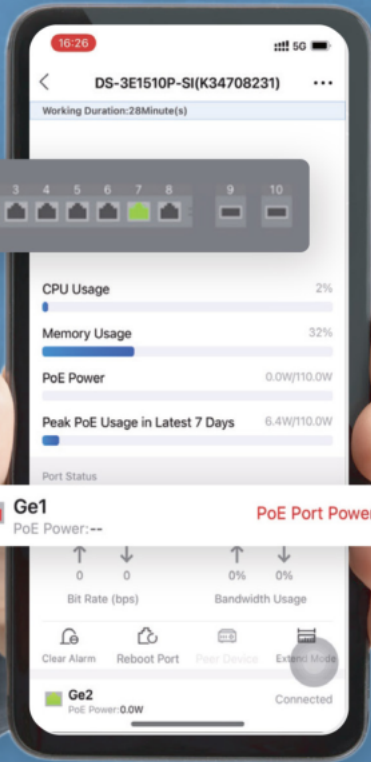 16:26
5G
DS-3E1510P-SI(K34708231) ...
Working Duration:28Minute(s)
3 4 5 6 7 8 9 10
CPU Usage 2%
Memory Usage 32%
PoE Power 0.0W/110.0W
Peak PoE Usage in Latest 7 Days 6.4W/110.0W
Port Status
Ge1 PoE Port Power
PoE Power:--
0 0 0% 0%
Bit Rate (bps) Bandwidth Usage
Clear Alarm Reboot Port Peer Device Extend Mode
Ge2 Connected
PoE Power:0.0W